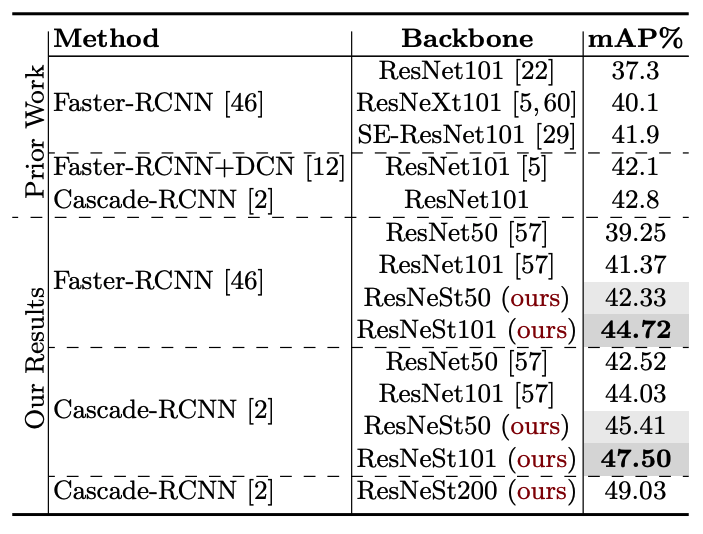 Method Backbone mAP%
Prior Work
ResNet101 [22] 37.3
Faster-RCNN [46] ResNeXt101 [5, 60] 40.1
SE-ResNet101 [29] 41.9
Faster-RCNN+DCN [12] ResNet101 [5] 42.1
Cascade-RCNN [2] ResNet101 42.8
Our Results
Faster-RCNN [46]
ResNet50 [57] 39.25
ResNet101 [57] 41.37
ResNeSt50 (ours) 42.33
ResNeSt101 (ours) 44.72
Cascade-RCNN [2]
ResNet50 [57] 42.52
ResNet101 [57] 44.03
ResNeSt50 (ours) 45.41
ResNeSt101 (ours) 47.50
Cascade-RCNN [2] ResNeSt200 (ours) 49.03